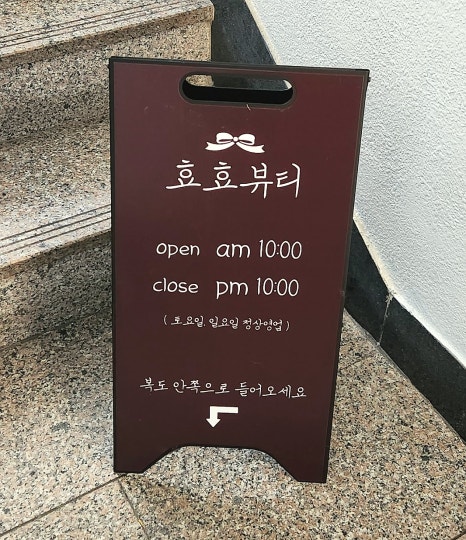 효효뷰티
open am 10:00
close pm 10:00
( 토요일, 일요일 정상영업 )
복도 안쪽으로 들어오세요